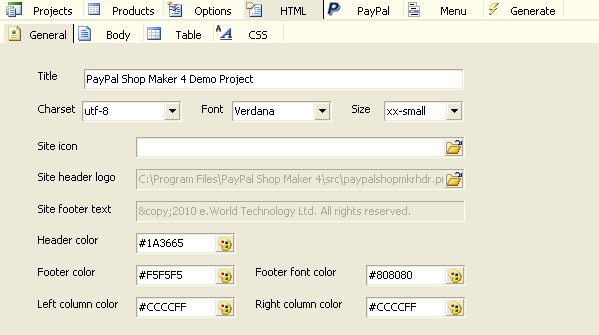 Projects Products Options HTML PayPal Menu Generate
General Body Table CSS
Title PayPal Shop Maker 4 Demo Project
Charset utf-8 Font Verdana Size xx-small
Site icon
Site header logo C:\Program Files\PayPal Shop Maker 4\src\paypalshopmkrhdr.pn
Site footer text &copy;2010 e.World Technology Ltd. All rights reserved.
Header color #1A3665
Footer color #F5F5F5 Footer font color #808080
Left column color #CCCCFF Right column color #CCCCFF